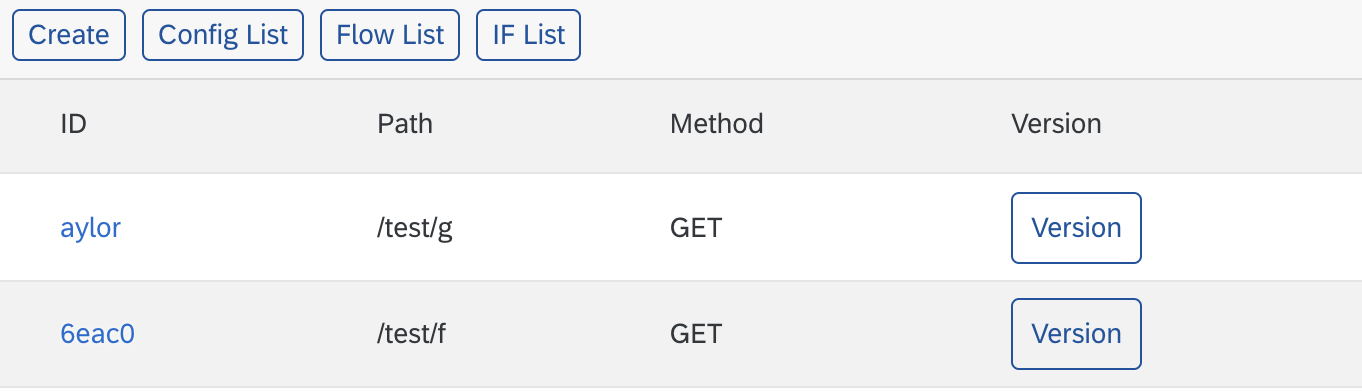 Create Config List Flow List IF List
ID Path Method Version
aylor /test/g GET Version
6eac0 /test/f GET Version